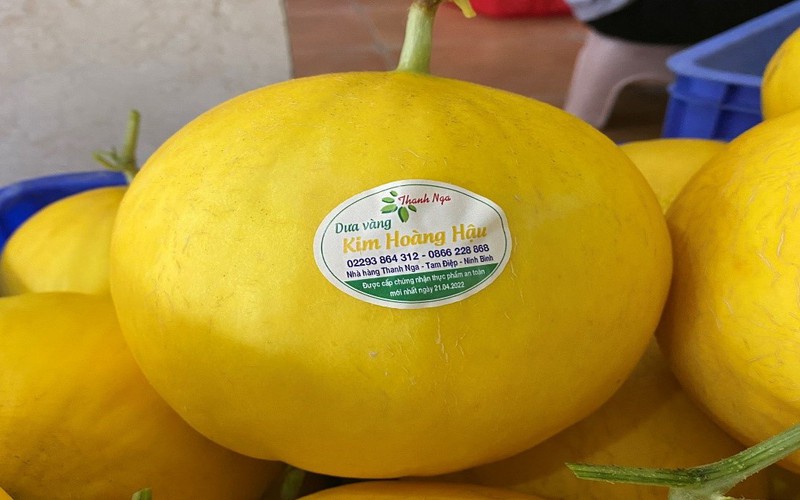 Thanh Nga
Dưa vàng
Kim Hoàng Hậu
02293 864 312 - 0866 228 868
Nhà hàng Thanh Nga - Tam Điệp - Ninh Bình
Được cấp chứng nhận thực phẩm an toàn
mới nhất ngày 21.04.2022